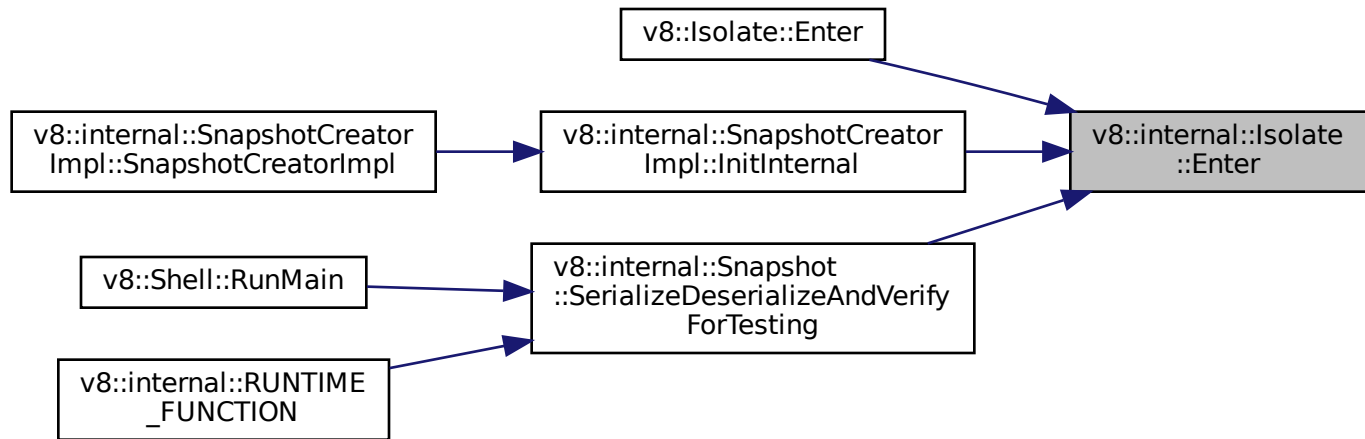 v8::Isolate::Enter
v8::internal::SnapshotCreator
Impl::SnapshotCreatorImpl
v8::internal::SnapshotCreator
Impl::InitInternal
v8::internal::Isolate
::Enter
v8::Shell::RunMain
v8::internal::Snapshot
::SerializeDeserializeAndVerify
ForTesting
v8::internal::RUNTIME
_FUNCTION